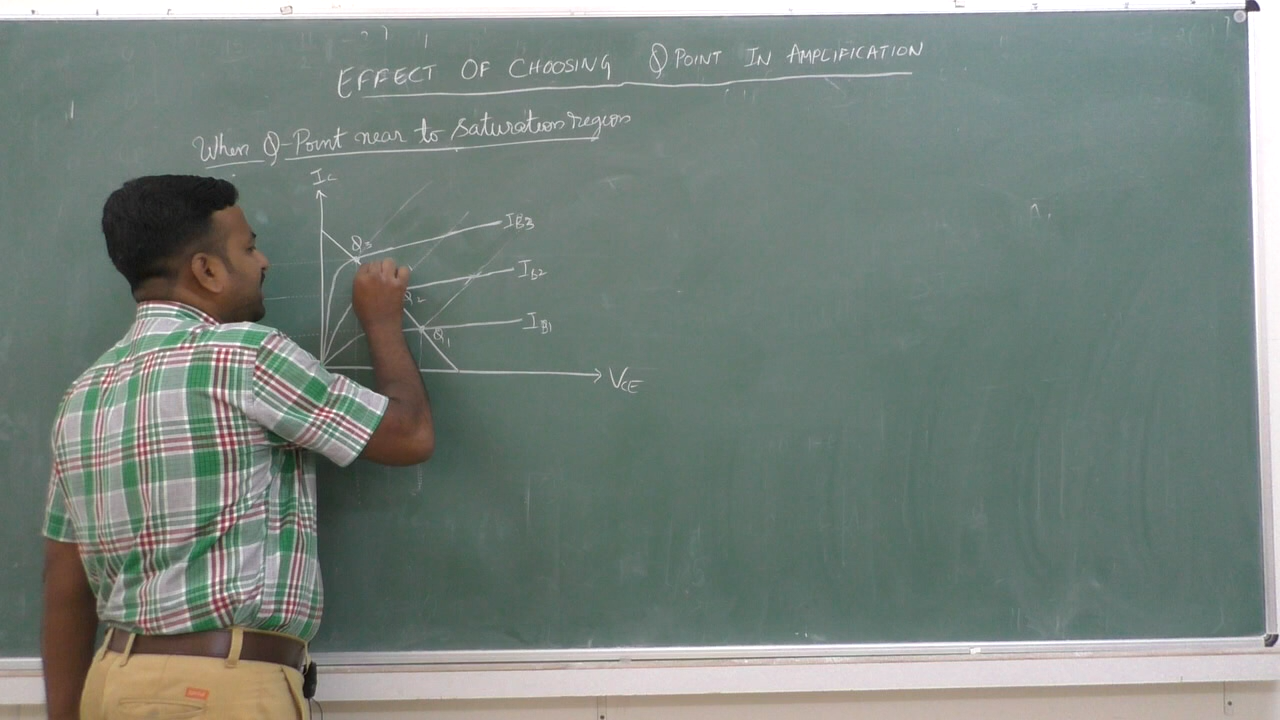 EFFECT OF CHOOSING Q POINT IN AMPLIFICATION
When Q-Point near to Saturation region
IC
Q3
IB3
IB2
Q2
IB1
Q1
VCE